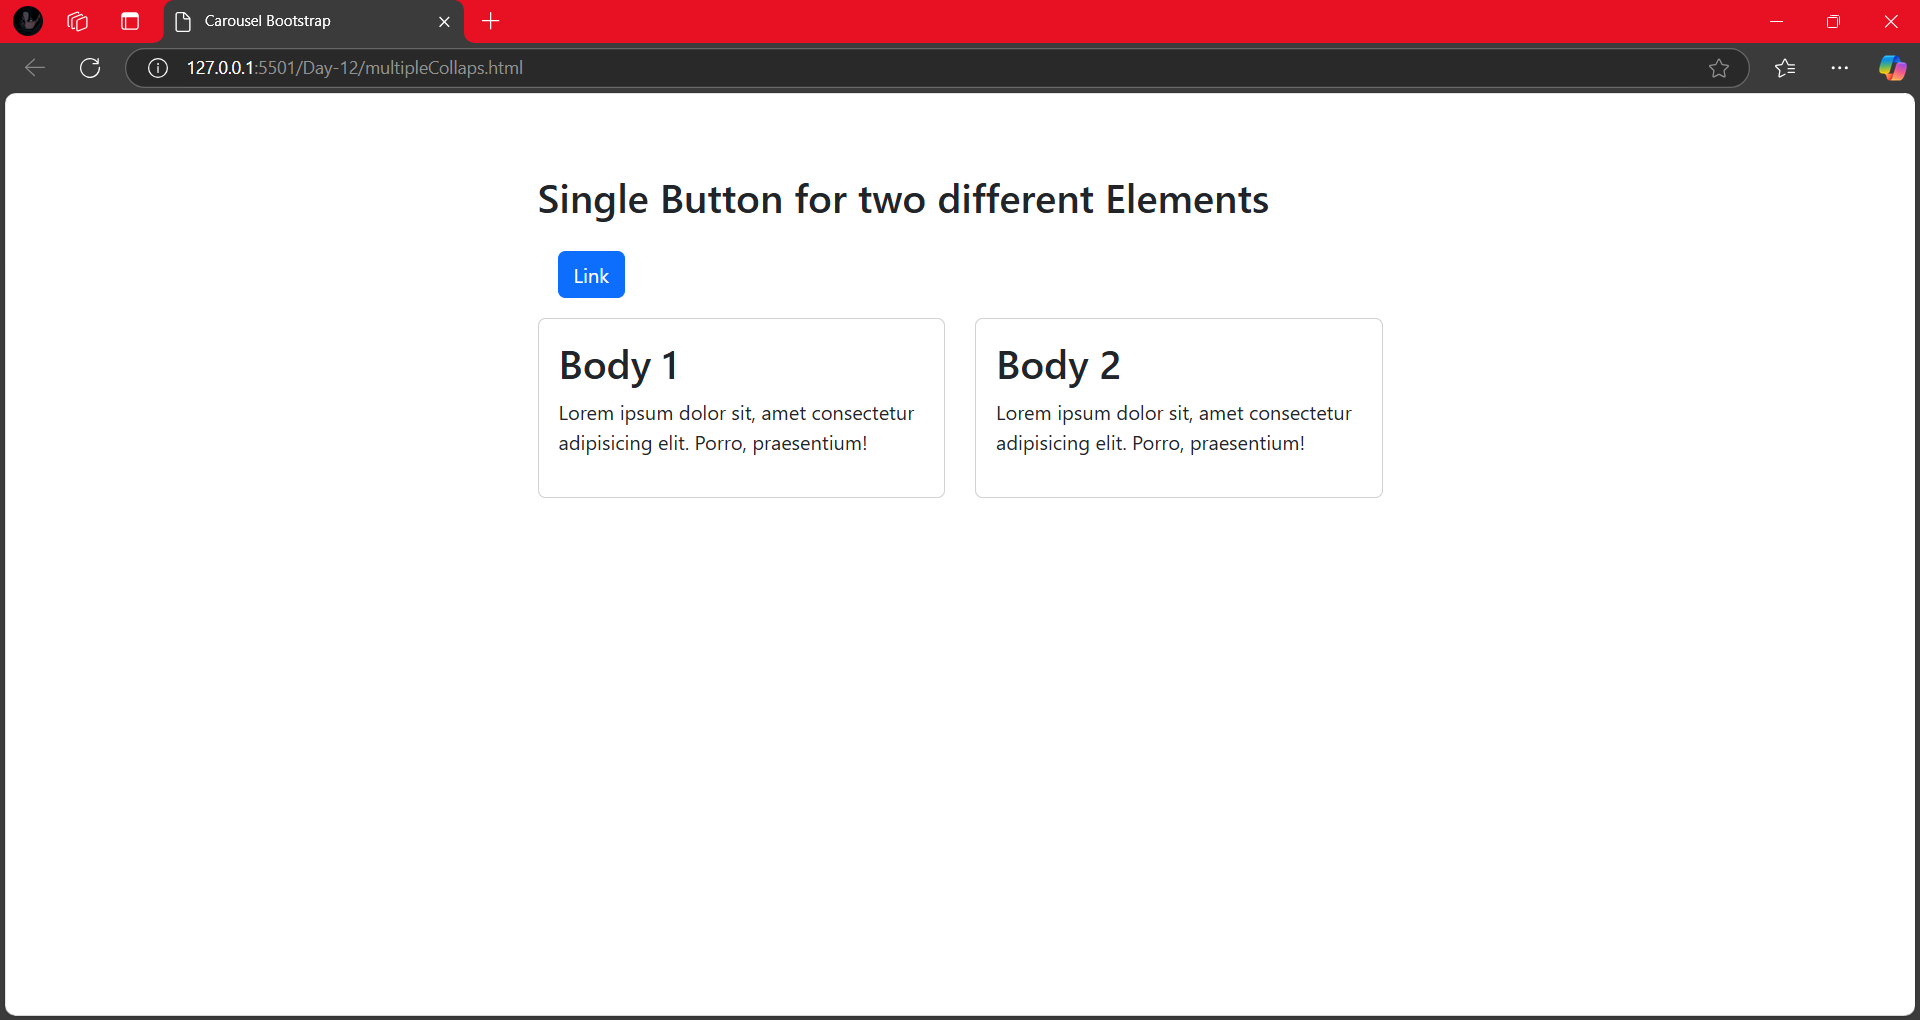 Carousel Bootstrap
127.0.0.1:5501/Day-12/multipleCollaps.html
Single Button for two different Elements
Link
Body 1
Lorem ipsum dolor sit, amet consectetur
adipisicing elit. Porro, praesentium!
Body 2
Lorem ipsum dolor sit, amet consectetur
adipisicing elit. Porro, praesentium!